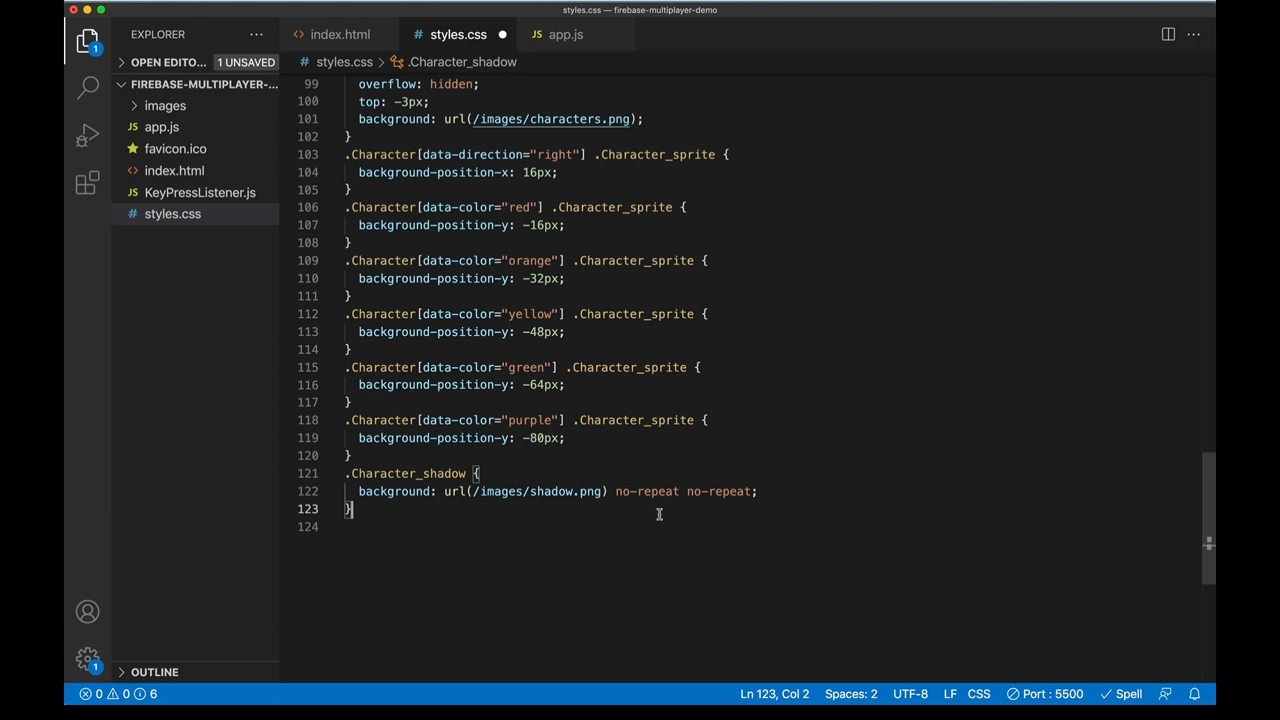 styles.css — firebase-multiplayer-demo
EXPLORER
index.html
styles.css
app.js
OPEN EDITO... 1 UNSAVED
styles.css > .Character_shadow
FIREBASE-MULTIPLAYER-...
images
app.js
favicon.ico
index.html
KeyPressListener.js
styles.css
99 overflow: hidden;
100 top: -3px;
101 background: url(/images/characters.png);
102 }
103 .Character[data-direction="right"] .Character_sprite {
104 background-position-x: 16px;
105 }
106 .Character[data-color="red"] .Character_sprite {
107 background-position-y: -16px;
108 }
109 .Character[data-color="orange"] .Character_sprite {
110 background-position-y: -32px;
111 }
112 .Character[data-color="yellow"] .Character_sprite {
113 background-position-y: -48px;
114 }
115 .Character[data-color="green"] .Character_sprite {
116 background-position-y: -64px;
117 }
118 .Character[data-color="purple"] .Character_sprite {
119 background-position-y: -80px;
120 }
121 .Character_shadow {
122 background: url(/images/shadow.png) no-repeat no-repeat;
123 }
124
OUTLINE
0 0 6 Ln 123, Col 2 Spaces: 2 UTF-8 LF CSS Port : 5500 Spell